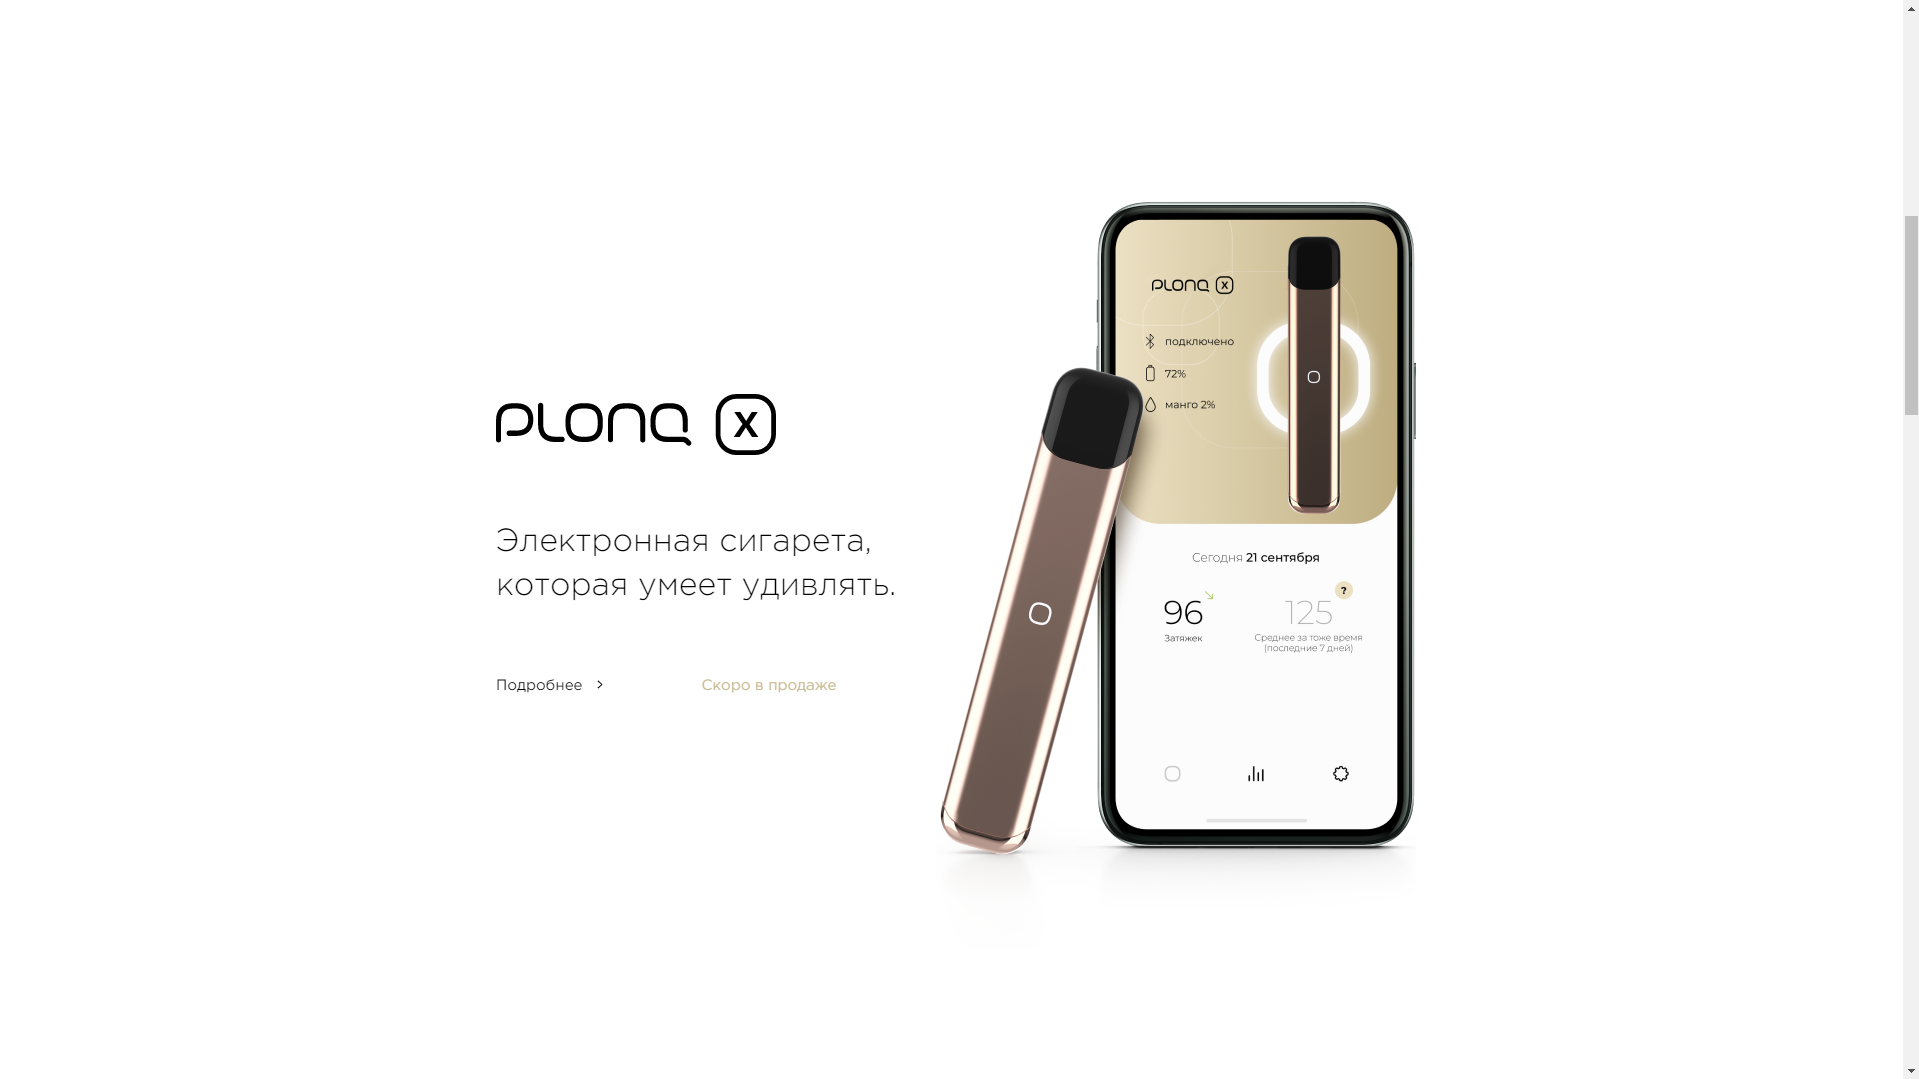 PLONQ X
Электронная сигарета,
которая умеет удивлять.
Подробнее
Скоро в продаже
PLONQ X
подключено
72%
манго 2%
Сегодня 21 сентября
96
Затяжек
125
?
Среднее за тоже время
(последние 7 дней)